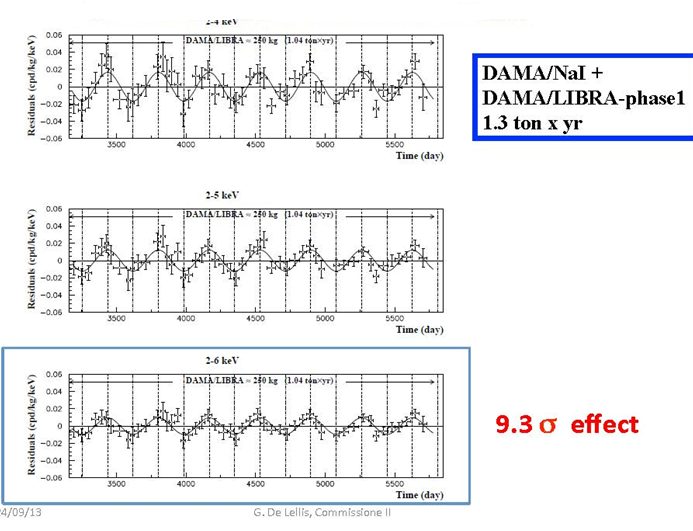 2-4 keV
Residuals (cpd/kg/keV)
0.06
0.04
0.02
0
-0.02
-0.04
-0.06
DAMA/LIBRA ≈ 250 kg (1.04 ton×yr)
3500 4000 4500 5000 5500
Time (day)
DAMA/NaI +
DAMA/LIBRA-phase1
1.3 ton x yr
2-5 keV
Residuals (cpd/kg/keV)
0.06
0.04
0.02
0
-0.02
-0.04
-0.06
DAMA/LIBRA ≈ 250 kg (1.04 ton×yr)
3500 4000 4500 5000 5500
Time (day)
2-6 keV
Residuals (cpd/kg/keV)
0.06
0.04
0.02
0
-0.02
-0.04
-0.06
DAMA/LIBRA ≈ 250 kg (1.04 ton×yr)
3500 4000 4500 5000 5500
Time (day)
9.3 σ effect
24/09/13
G. De Lellis, Commissione II